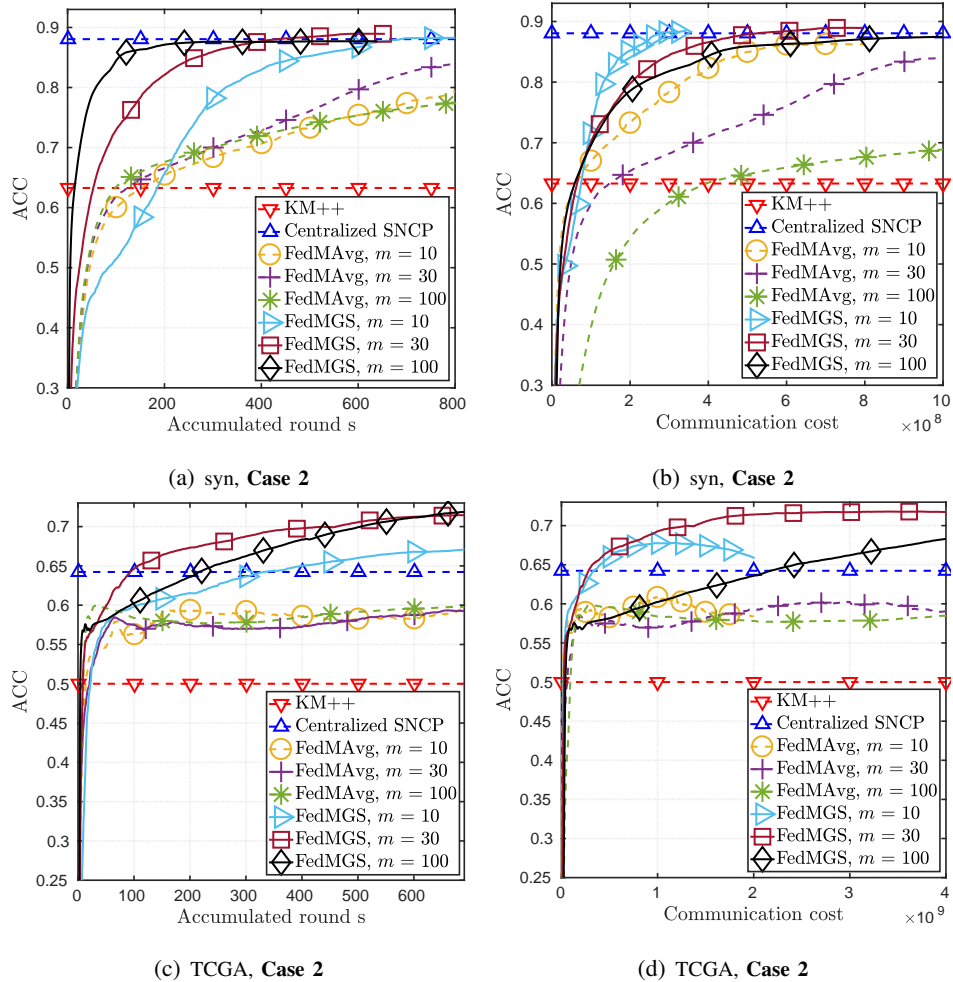 0.9
0.8
0.7
0.6
0.5
0.4
0.3
ACC
0 200 400 600 800
Accumulated round s
KM++
Centralized SNCP
FedMAvg, m = 10
FedMAvg, m = 30
FedMAvg, m = 100
FedMGS, m = 10
FedMGS, m = 30
FedMGS, m = 100
(a) syn, Case 2
0.9
0.8
0.7
0.6
0.5
0.4
0.3
ACC
0 2 4 6 8 10
Communication cost
×10^8
KM++
Centralized SNCP
FedMAvg, m = 10
FedMAvg, m = 30
FedMAvg, m = 100
FedMGS, m = 10
FedMGS, m = 30
FedMGS, m = 100
(b) syn, Case 2
0.7
0.65
0.6
0.55
0.5
0.45
0.4
0.35
0.3
0.25
ACC
0 100 200 300 400 500 600
Accumulated round s
KM++
Centralized SNCP
FedMAvg, m = 10
FedMAvg, m = 30
FedMAvg, m = 100
FedMGS, m = 10
FedMGS, m = 30
FedMGS, m = 100
(c) TCGA, Case 2
0.7
0.65
0.6
0.55
0.5
0.45
0.4
0.35
0.3
0.25
ACC
0 1 2 3 4
Communication cost
×10^9
KM++
Centralized SNCP
FedMAvg, m = 10
FedMAvg, m = 30
FedMAvg, m = 100
FedMGS, m = 10
FedMGS, m = 30
FedMGS, m = 100
(d) TCGA, Case 2